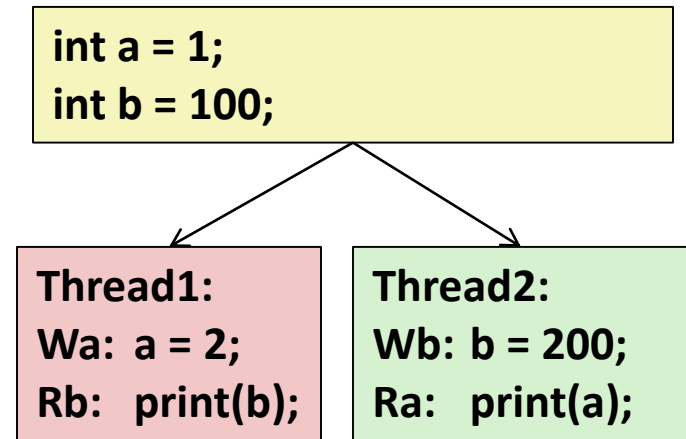 int a = 1;
int b = 100;
Thread1:
Wa: a = 2;
Rb: print(b);
Thread2:
Wb: b = 200;
Ra: print(a);